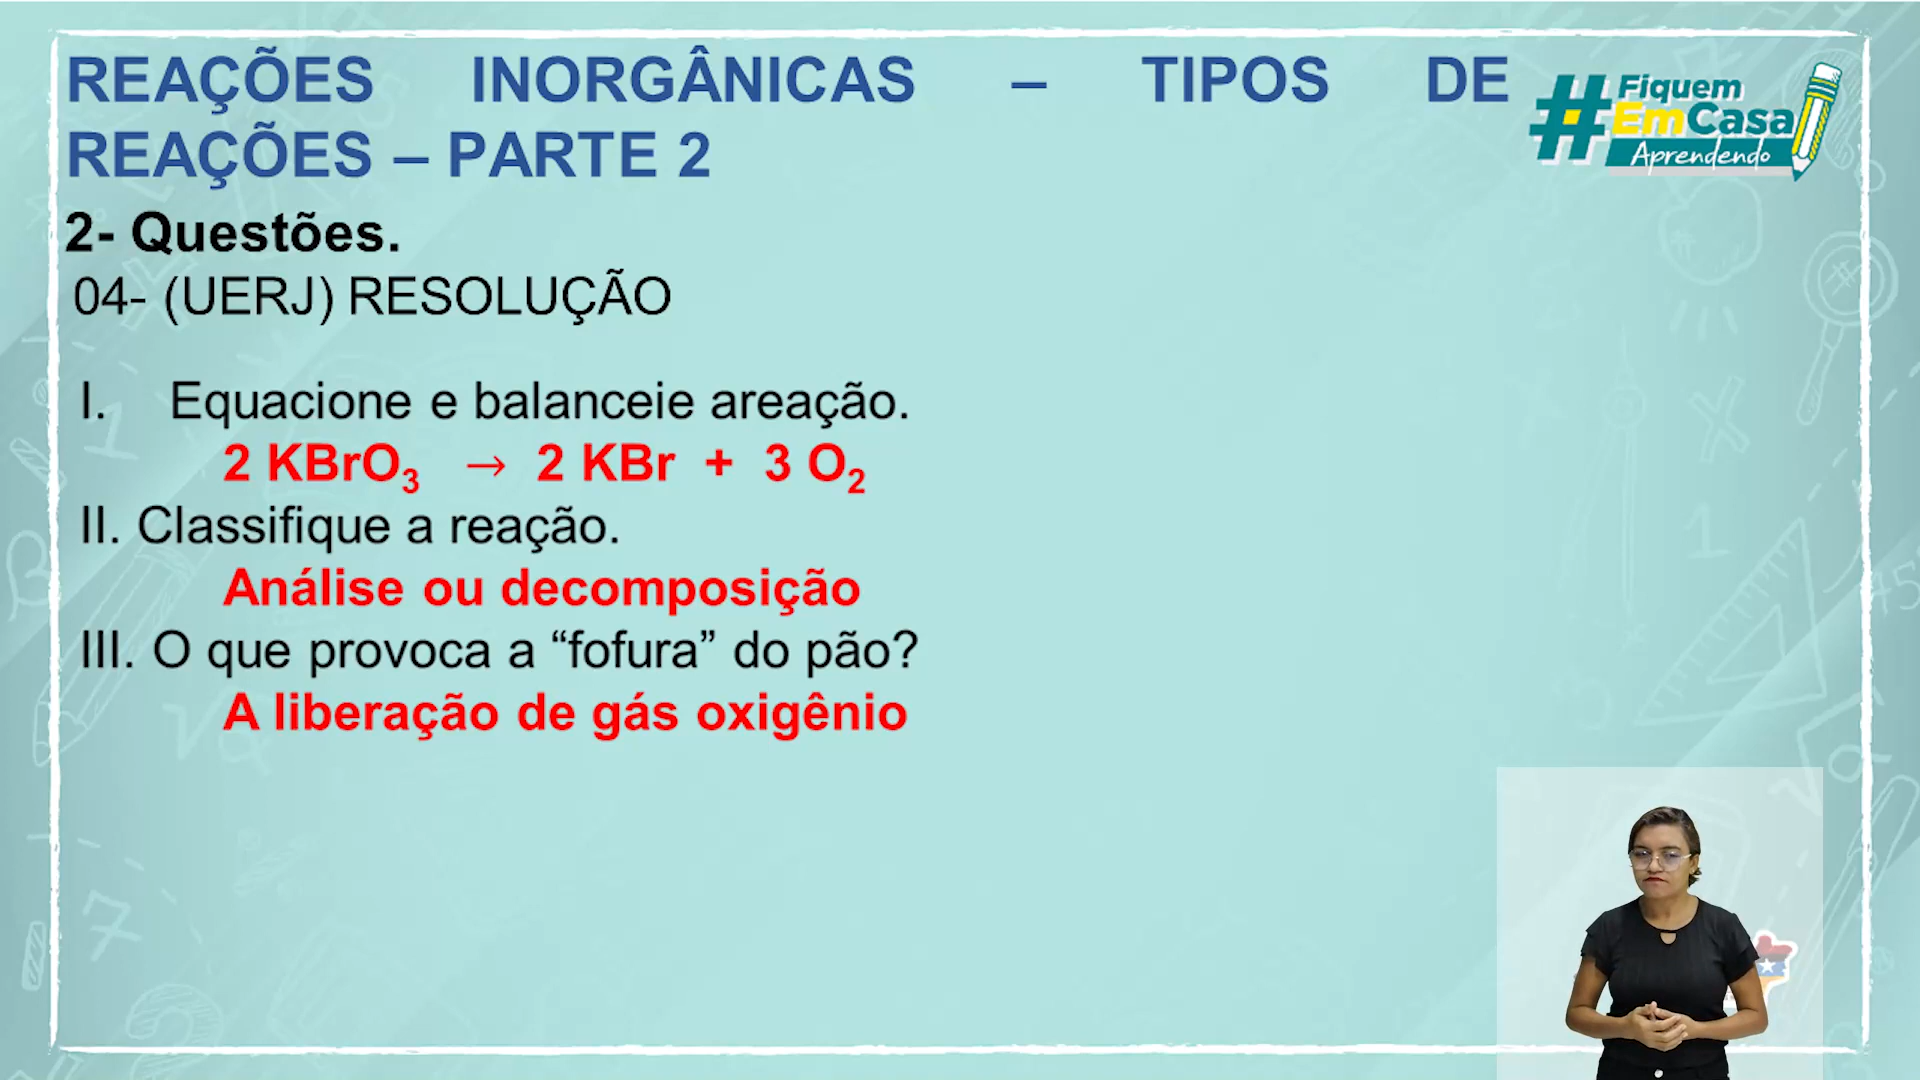 REAÇÕES INORGÂNICAS – TIPOS DE
REAÇÕES – PARTE 2
#Fiquem
EmCasa
Aprendendo
2- Questões.
04- (UERJ) RESOLUÇÃO
I. Equacione e balanceie areação.
2 KBrO₃ → 2 KBr + 3 O₂
II. Classifique a reação.
Análise ou decomposição
III. O que provoca a “fofura” do pão?
A liberação de gás oxigênio